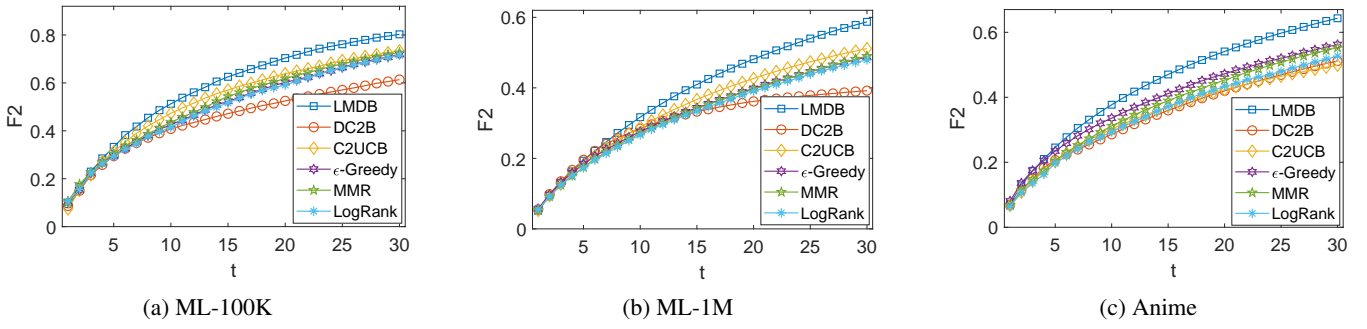 F2
0.8
0.6
0.4
0.2
0
5 10 15 20 25 30
t
LMDB
DC2B
C2UCB
ϵ-Greedy
MMR
LogRank
(a) ML-100K
F2
0.6
0.4
0.2
0
5 10 15 20 25 30
t
LMDB
DC2B
C2UCB
ϵ-Greedy
MMR
LogRank
(b) ML-1M
F2
0.6
0.4
0.2
0
5 10 15 20 25 30
t
LMDB
DC2B
C2UCB
ϵ-Greedy
MMR
LogRank
(c) Anime